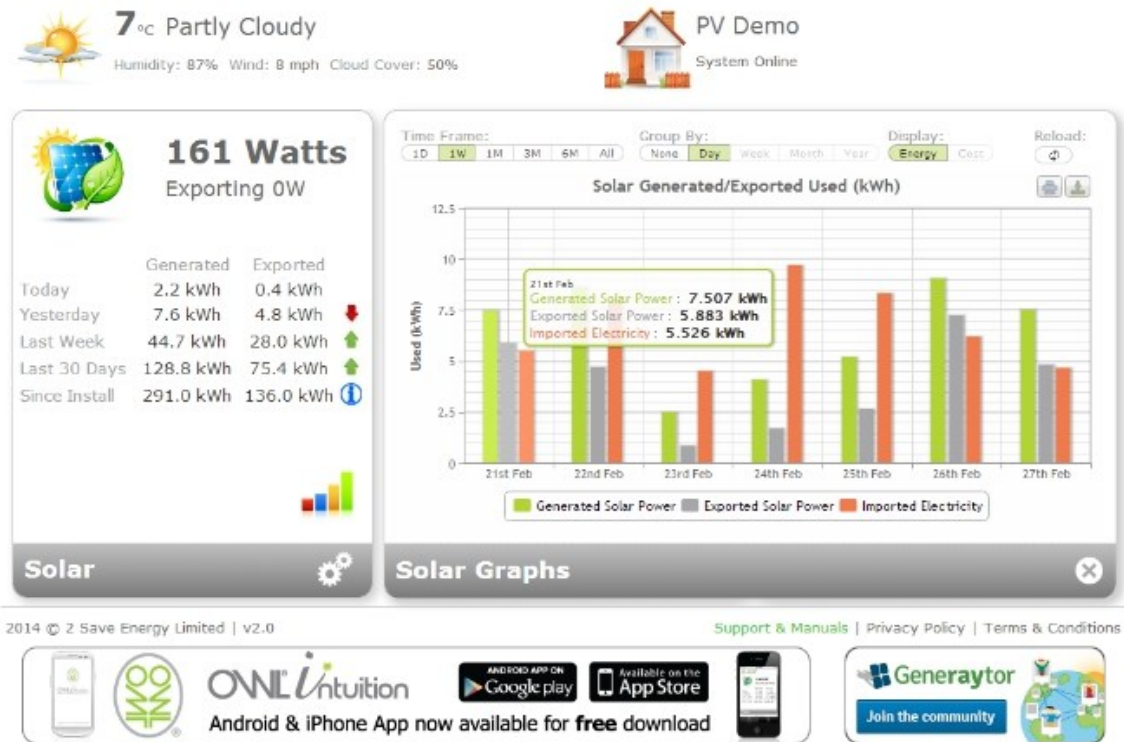 7°C Partly Cloudy
Humidity: 87% Wind: 8 mph Cloud Cover: 50%
PV Demo
System Online
161 Watts
Exporting 0W
Generated Exported
Today 2.2 kWh 0.4 kWh
Yesterday 7.6 kWh 4.8 kWh
Last Week 44.7 kWh 28.0 kWh
Last 30 Days 128.8 kWh 75.4 kWh
Since Install 291.0 kWh 136.0 kWh
Solar
Time Frame: Group By: Display: Reload:
1D 1W 1M 3M 6M All None Day Week Month Year Energy Cost
Solar Generated/Exported Used (kWh)
Used (kWh)
12.5
10
7.5
5
2.5
0
21st Feb
Generated Solar Power : 7.507 kWh
Exported Solar Power : 5.883 kWh
Imported Electricity : 5.526 kWh
21st Feb 22nd Feb 23rd Feb 24th Feb 25th Feb 26th Feb 27th Feb
Generated Solar Power Exported Solar Power Imported Electricity
Solar Graphs
2014 © 2 Save Energy Limited | v2.0
Support & Manuals | Privacy Policy | Terms & Conditions
OWL
OWL intuition
ANDROID APP ON
Google play
Available on the
App Store
Android & iPhone App now available for free download
Generaytor
Join the community